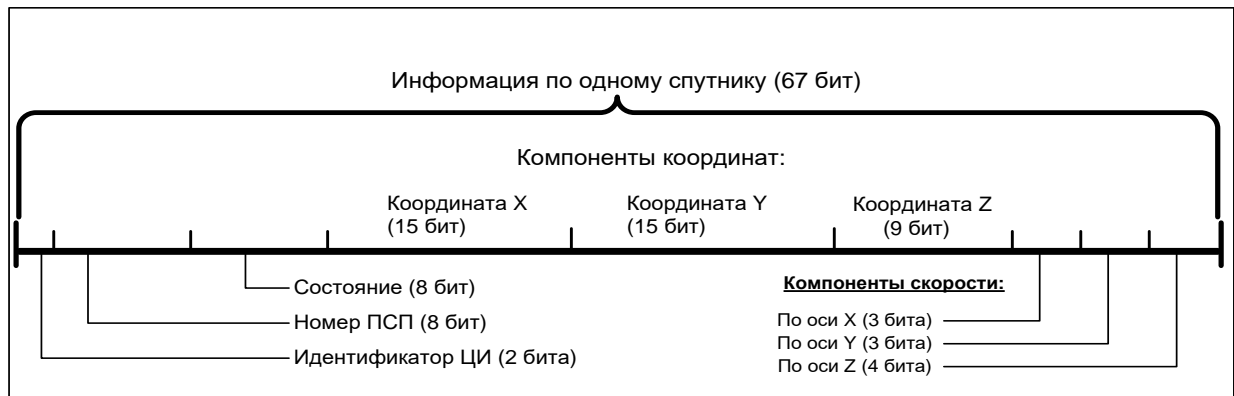 Информация по одному спутнику (67 бит)
Компоненты координат:
Координата X
(15 бит)
Координата Y
(15 бит)
Координата Z
(9 бит)
Состояние (8 бит)
Номер ПСП (8 бит)
Идентификатор ЦИ (2 бита)
Компоненты скорости:
По оси X (3 бита)
По оси Y (3 бита)
По оси Z (4 бита)